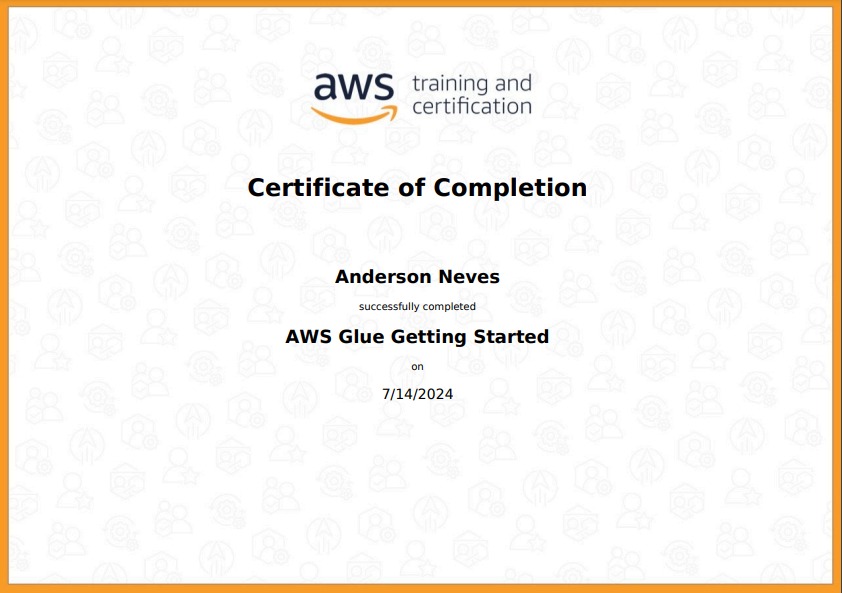 aws training and
certification
Certificate of Completion
Anderson Neves
successfully completed
AWS Glue Getting Started
on
7/14/2024